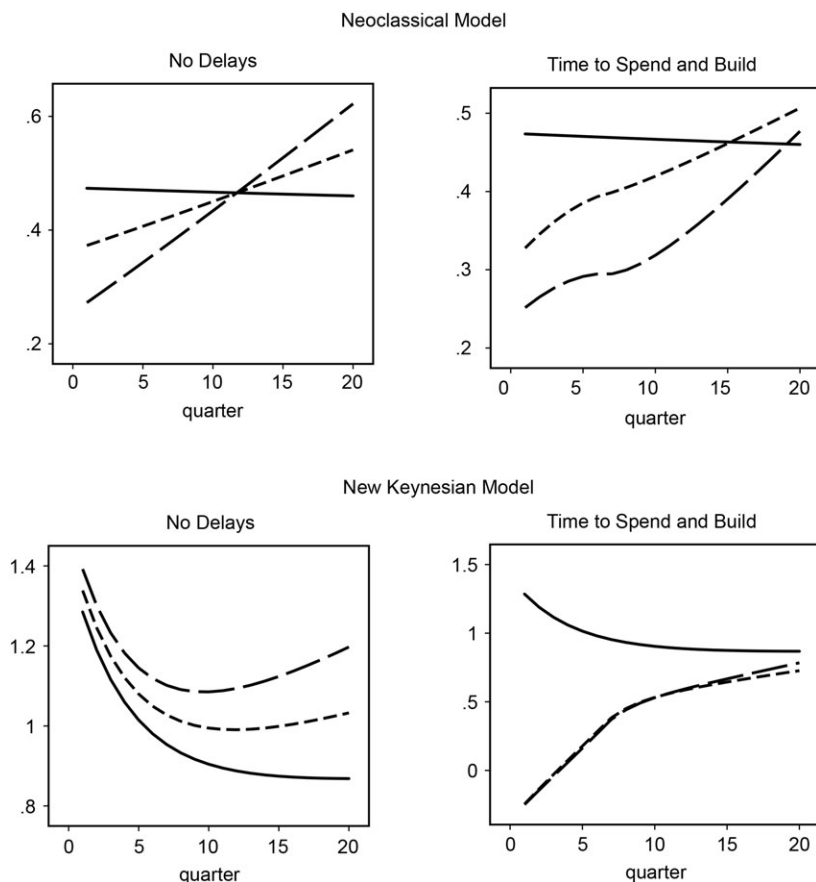 Neoclassical Model
No Delays
Time to Spend and Build
.6
.4
.2
0 5 10 15 20
quarter
.5
.4
.3
.2
0 5 10 15 20
quarter
New Keynesian Model
No Delays
Time to Spend and Build
1.4
1.2
1
.8
0 5 10 15 20
quarter
1.5
1
.5
0
0 5 10 15 20
quarter